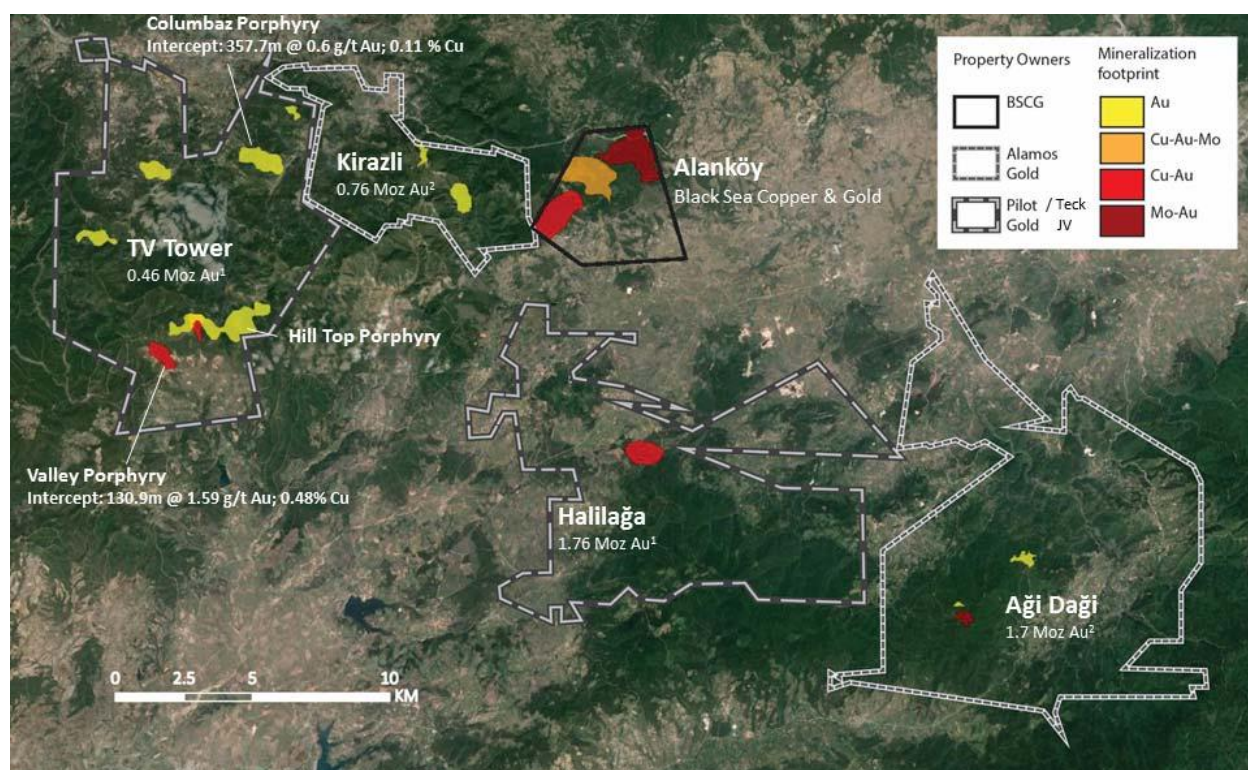 Columbaz Porphyry
Intercept: 357.7m @ 0.6 g/t Au; 0.11 % Cu
Kirazli
0.76 Moz Au²
Alanköy
Black Sea Copper & Gold
TV Tower
0.46 Moz Au¹
Hill Top Porphyry
Valley Porphyry
Intercept: 130.9m @ 1.59 g/t Au; 0.48% Cu
Halilağa
1.76 Moz Au¹
Aği Daği
1.7 Moz Au²
0 2.5 5 10
KM
Property Owners
BSCG
Alamos
Gold
Pilot / Teck
Gold JV
Mineralization
footprint
Au
Cu-Au-Mo
Cu-Au
Mo-Au